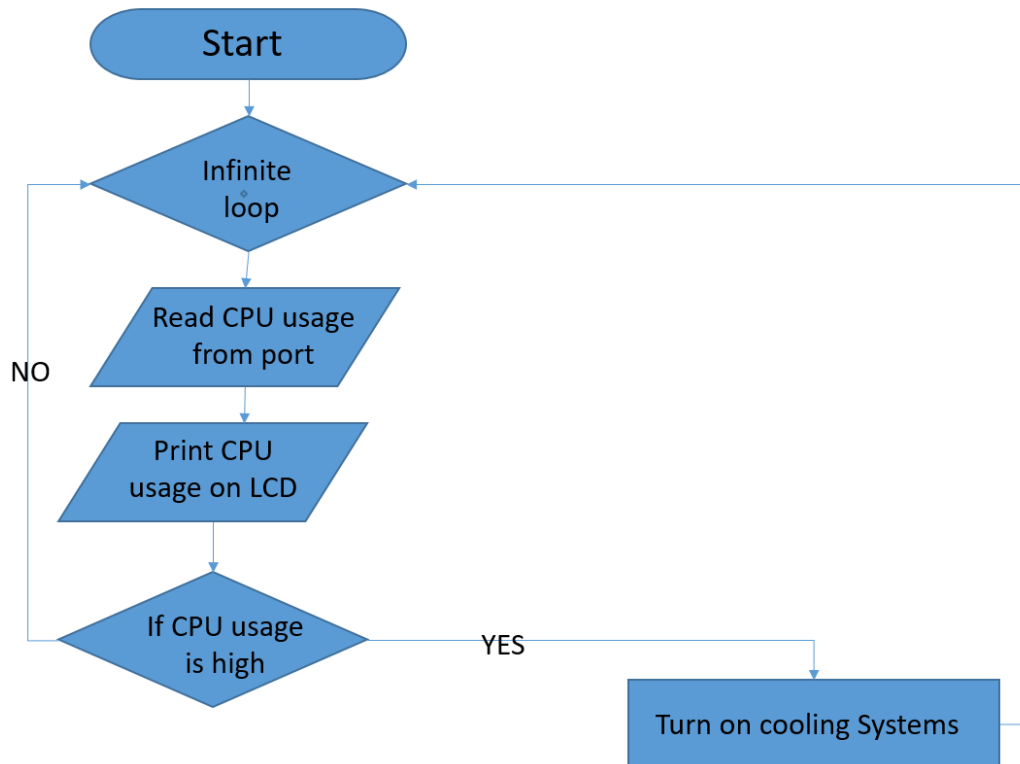 Start
Infinite
loop
Read CPU usage
from port
NO
Print CPU
usage on LCD
If CPU usage
is high
YES
Turn on cooling Systems